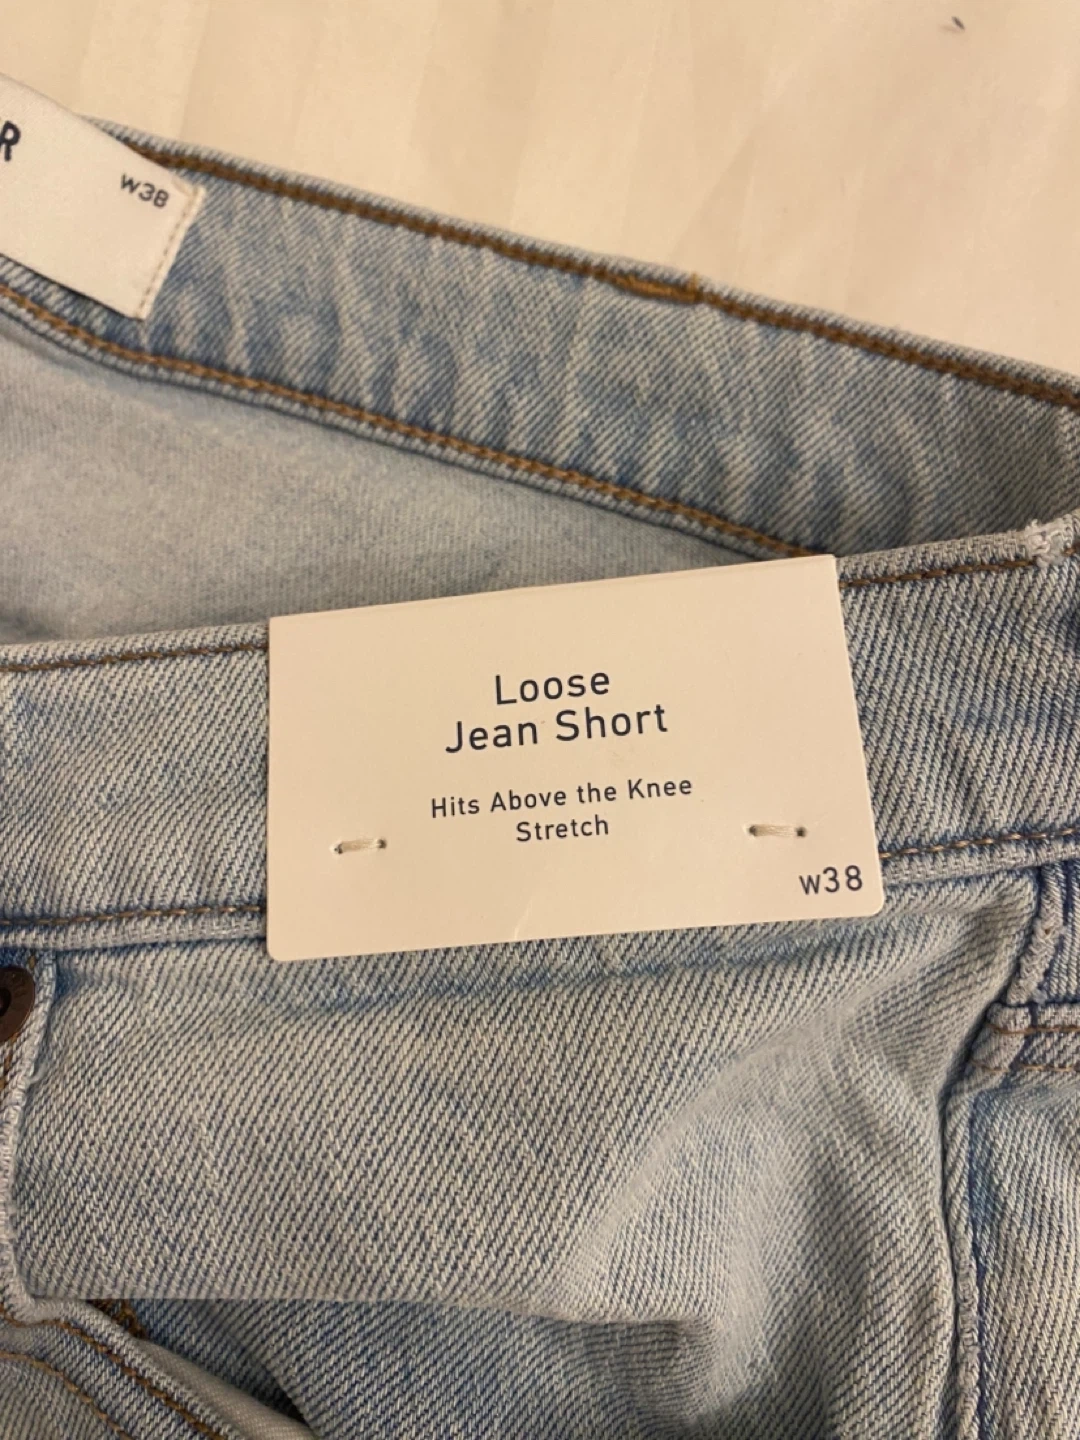 R
w38
Loose
Jean Short
Hits Above the Knee
Stretch
w38